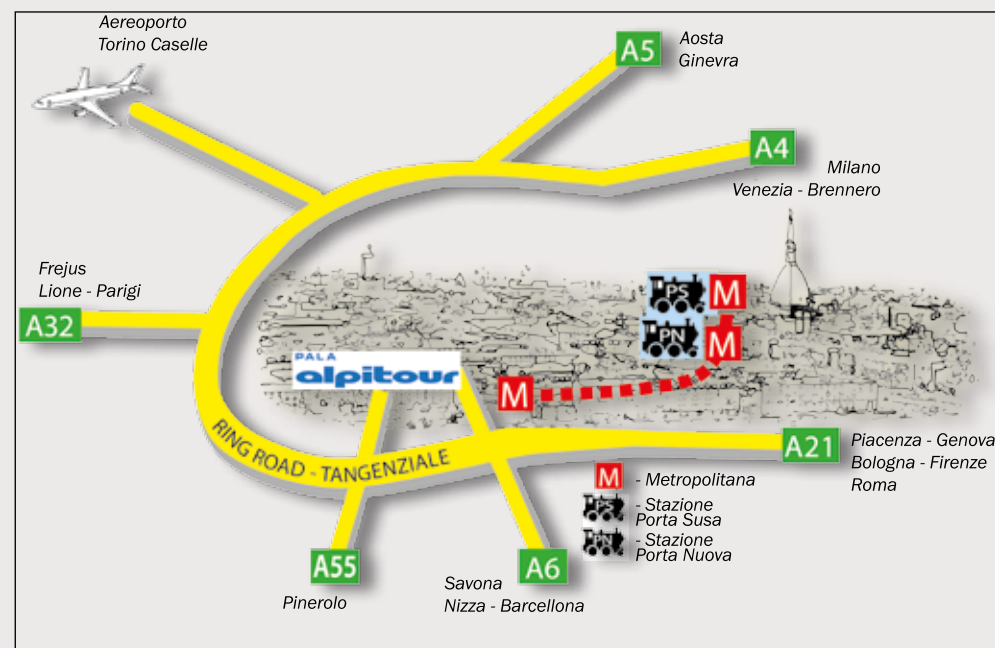 Aereoporto
Torino Caselle
A5
Aosta
Ginevra
A4
Milano
Venezia - Brennero
Frejus
Lione - Parigi
A32
PS
M
PN
M
PALA
alpitour
M
RING ROAD - TANGENZIALE
A21
Piacenza - Genova
Bologna - Firenze
Roma
M
- Metropolitana
PS
- Stazione
Porta Susa
PN
- Stazione
Porta Nuova
A55
Pinerolo
A6
Savona
Nizza - Barcellona